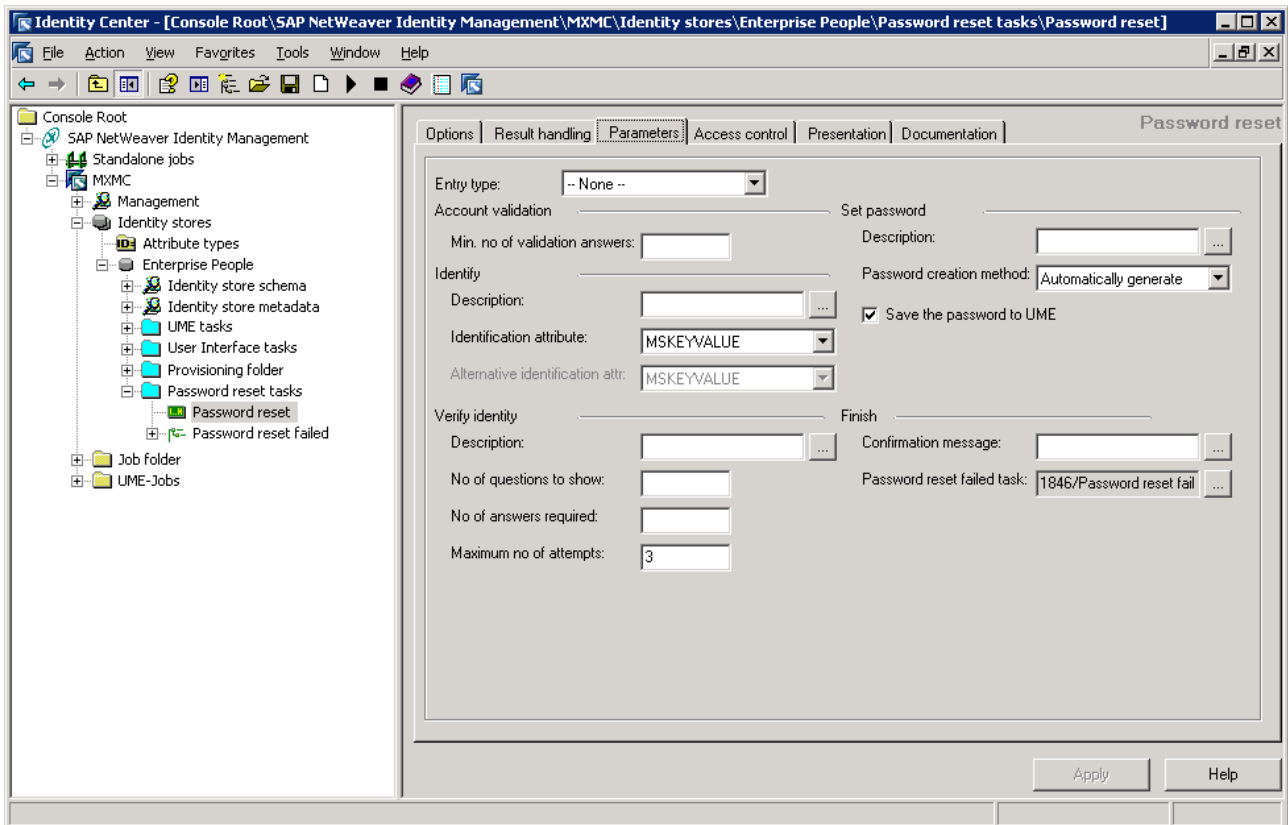 Identity Center - [Console Root\SAP NetWeaver Identity Management\MXMC\Identity stores\Enterprise People\Password reset tasks\Password reset]
File Action View Favorites Tools Window Help
Console Root
SAP NetWeaver Identity Management
Standalone jobs
MXMC
Management
Identity stores
Attribute types
Enterprise People
Identity store schema
Identity store metadata
UME tasks
User Interface tasks
Provisioning folder
Password reset tasks
Password reset
Password reset failed
Job folder
UME-Jobs
Password reset
Options Result handling Parameters Access control Presentation Documentation
Entry type: -- None --
Account validation
Min. no of validation answers:
Identify
Description: ...
Identification attribute: MSKEYVALUE
Alternative identification attr: MSKEYVALUE
Verify identity
Description: ...
No of questions to show:
No of answers required:
Maximum no of attempts: 3
Set password
Description: ...
Password creation method: Automatically generate
Save the password to UME
Finish
Confirmation message: ...
Password reset failed task: 1846/Password reset fail ...
Apply Help